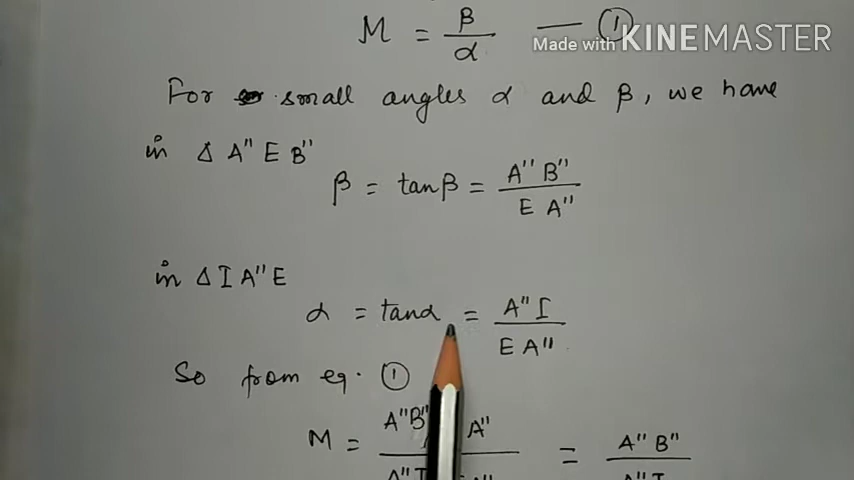 M = β/α — ①
Made with KINEMASTER
For small angles α and β, we have
in Δ A" E B"
β = tanβ = A" B"/E A"
in Δ I A" E
α = tanα = A" I/E A"
So from eq. ①
M = A"B" A"/A"I = A" B"/A" I